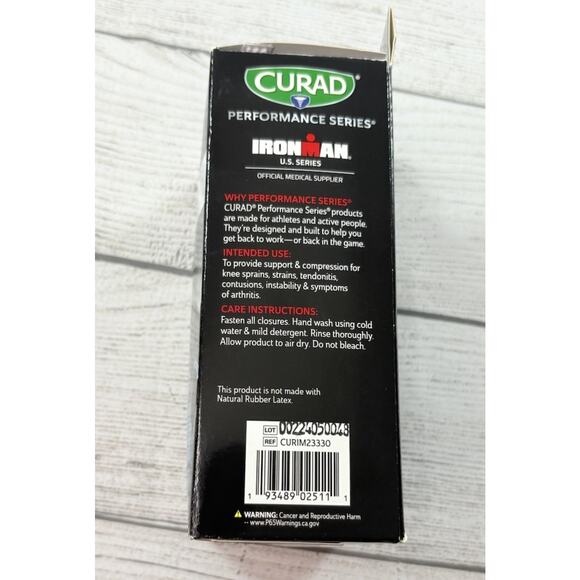 CURAD®
PERFORMANCE SERIES®
IRONMAN®
U.S. SERIES
OFFICIAL MEDICAL SUPPLIER
WHY PERFORMANCE SERIES®
CURAD® Performance Series® products
are made for athletes and active people.
They're designed and built to help you
get back to work—or back in the game.
INTENDED USE:
To provide support & compression for
knee sprains, strains, tendonitis,
contusions, instability & symptoms
of arthritis.
CARE INSTRUCTIONS:
Fasten all closures. Hand wash using cold
water & mild detergent. Rinse thoroughly.
Allow product to air dry. Do not bleach.
This product is not made with
Natural Rubber Latex.
LOT 00224050048
REF CURIM23330
1 93489 02511 1
WARNING: Cancer and Reproductive Harm
-- www.P65Warnings.ca.gov